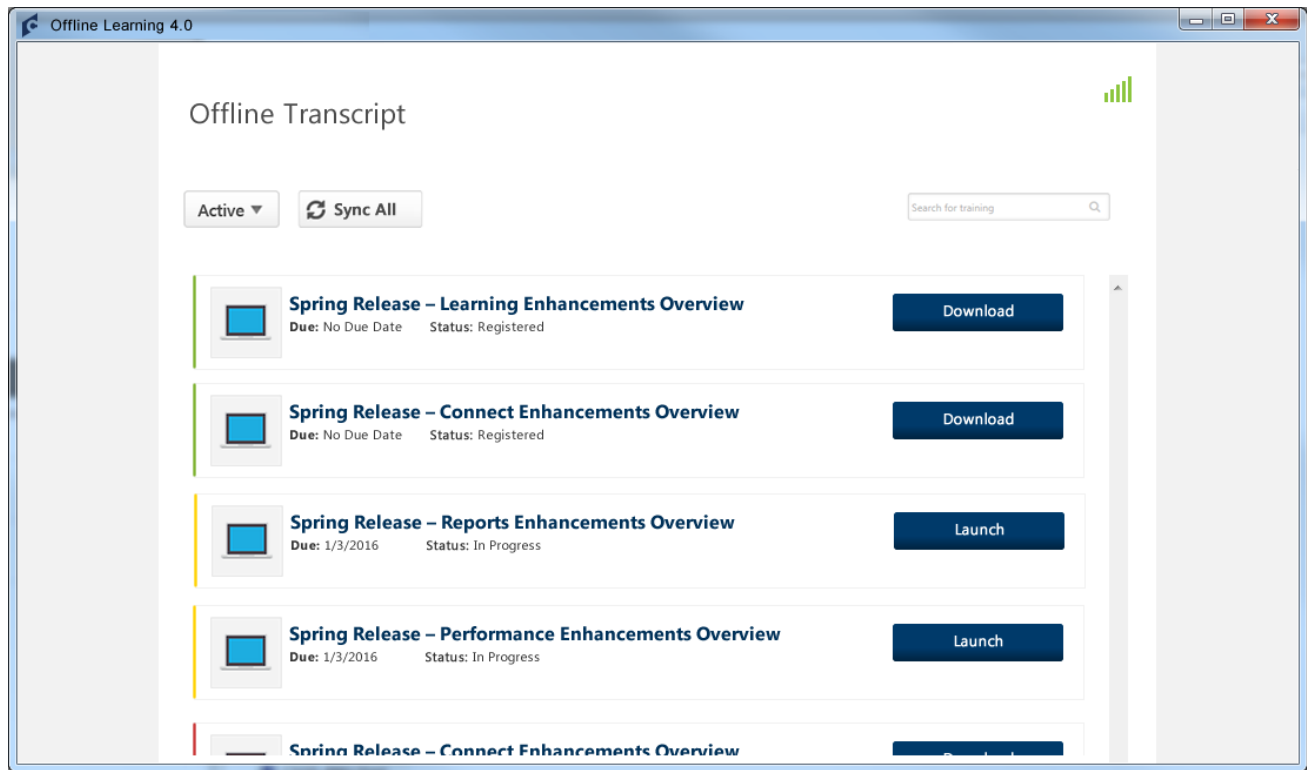 Offline Learning 4.0
Offline Transcript
Active
Sync All
Search for training
Spring Release – Learning Enhancements Overview
Due: No Due Date Status: Registered
Download
Spring Release – Connect Enhancements Overview
Due: No Due Date Status: Registered
Download
Spring Release – Reports Enhancements Overview
Due: 1/3/2016 Status: In Progress
Launch
Spring Release – Performance Enhancements Overview
Due: 1/3/2016 Status: In Progress
Launch
Spring Release – Connect Enhancements Overview